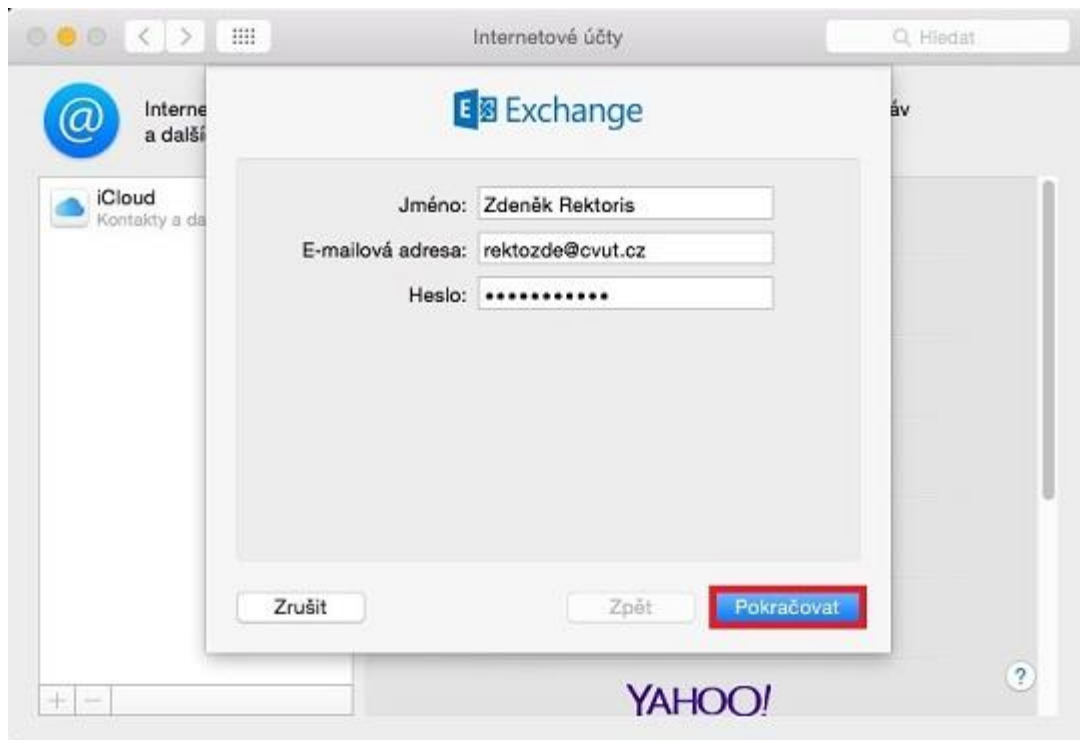 Internetové účty
Hledat
Interne
a další
áv
iCloud
Kontakty a da
E Exchange
Jméno: Zdeněk Rektoris
E-mailová adresa: rektozde@cvut.cz
Heslo: •••••••••••
Zrušit
Zpět
Pokračovat
YAHOO!
?